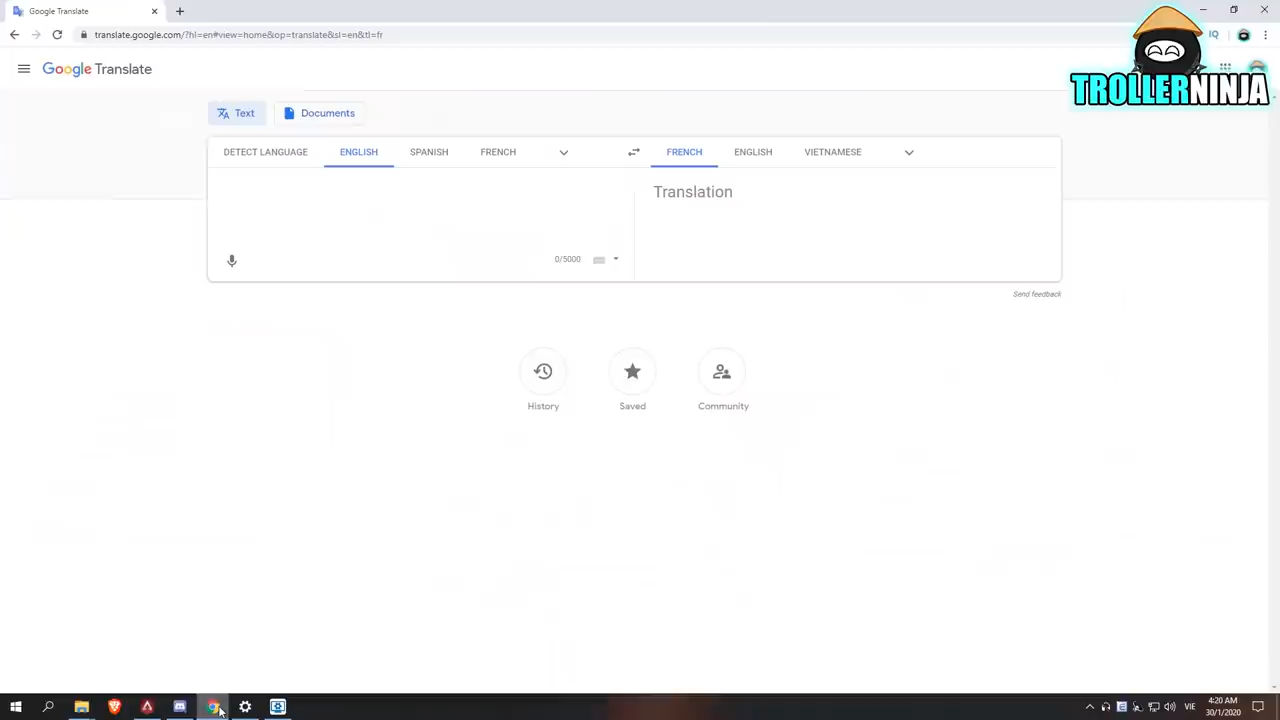 Google Translate
translate.google.com/?hl=en#view=home&op=translate&sl=en&tl=fr
IQ
TROLLERNINJA
Google Translate
Text
Documents
DETECT LANGUAGE
ENGLISH
SPANISH
FRENCH
FRENCH
ENGLISH
VIETNAMESE
Translation
0/5000
Send feedback
History
Saved
Community
VIE
4:20 AM
30/1/2020